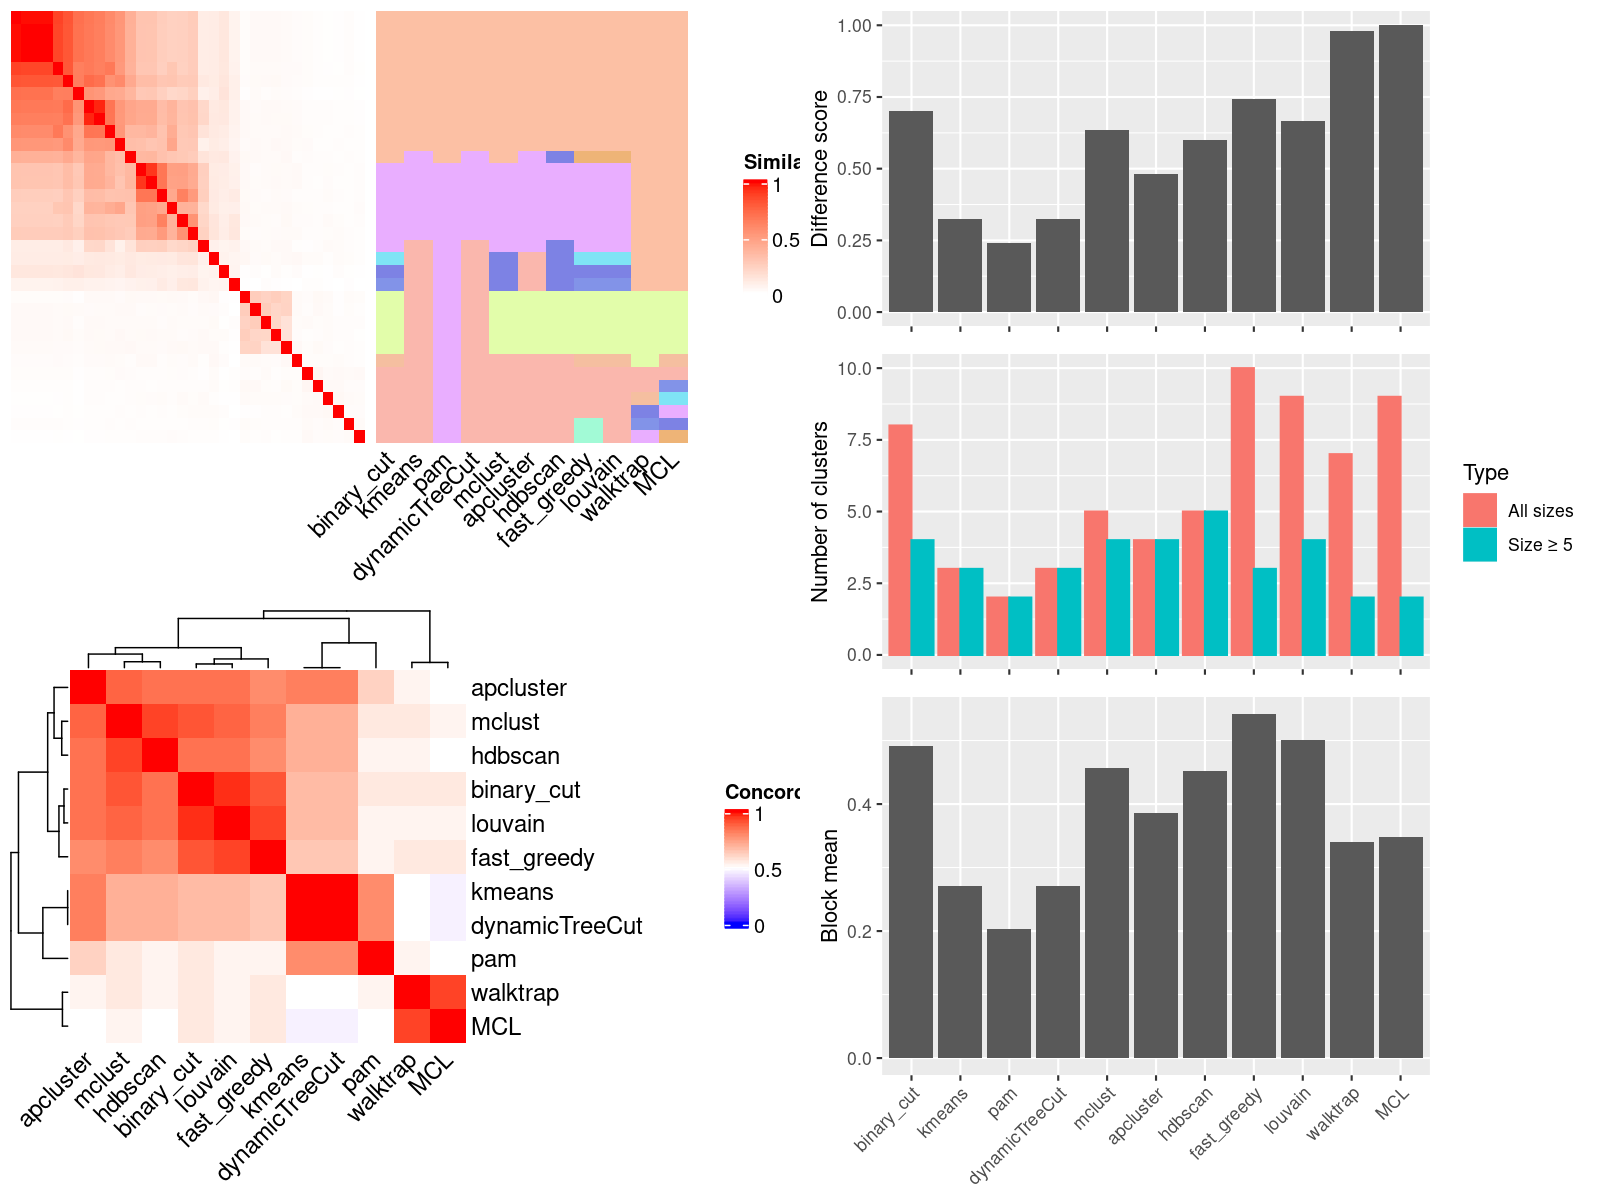 Simila
1
0.5
0
binary_cut
kmeans
pam
dynamicTreeCut
mclust
apcluster
hdbscan
fast_greedy
louvain
walktrap
MCL
apcluster
mclust
hdbscan
binary_cut
louvain
fast_greedy
kmeans
dynamicTreeCut
pam
walktrap
MCL
Concord
1
0.5
0
apcluster
mclust
hdbscan
binary_cut
louvain
fast_greedy
kmeans
dynamicTreeCut
pam
walktrap
MCL
Difference score
1.00
0.75
0.50
0.25
0.00
Number of clusters
10.0
7.5
5.0
2.5
0.0
Type
All sizes
Size ≥ 5
Block mean
0.4
0.2
0.0
binary_cut
kmeans
pam
dynamicTreeCut
mclust
apcluster
hdbscan
fast_greedy
louvain
walktrap
MCL